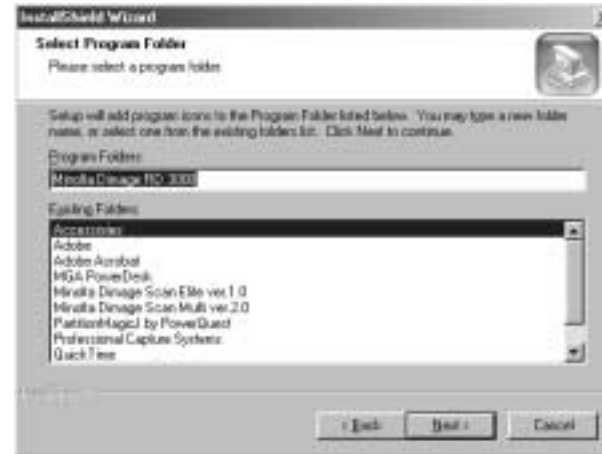 InstallShield Wizard
Select Program Folder
Please select a program folder.
Setup will add program icons to the Program Folder listed below. You may type a new folder
name, or select one from the existing folders list. Click Next to continue.
Program Folders:
Minolta Dimage RD 3000
Existing Folders:
Accessories
Adobe
Adobe Acrobat
MGA PowerDesk
Minolta Dimage Scan Elite ver.1.0
Minolta Dimage Scan Multi ver.2.0
PartitionMagicJ by PowerQuest
Professional Capture Systems
QuickTime
< Back
Next >
Cancel